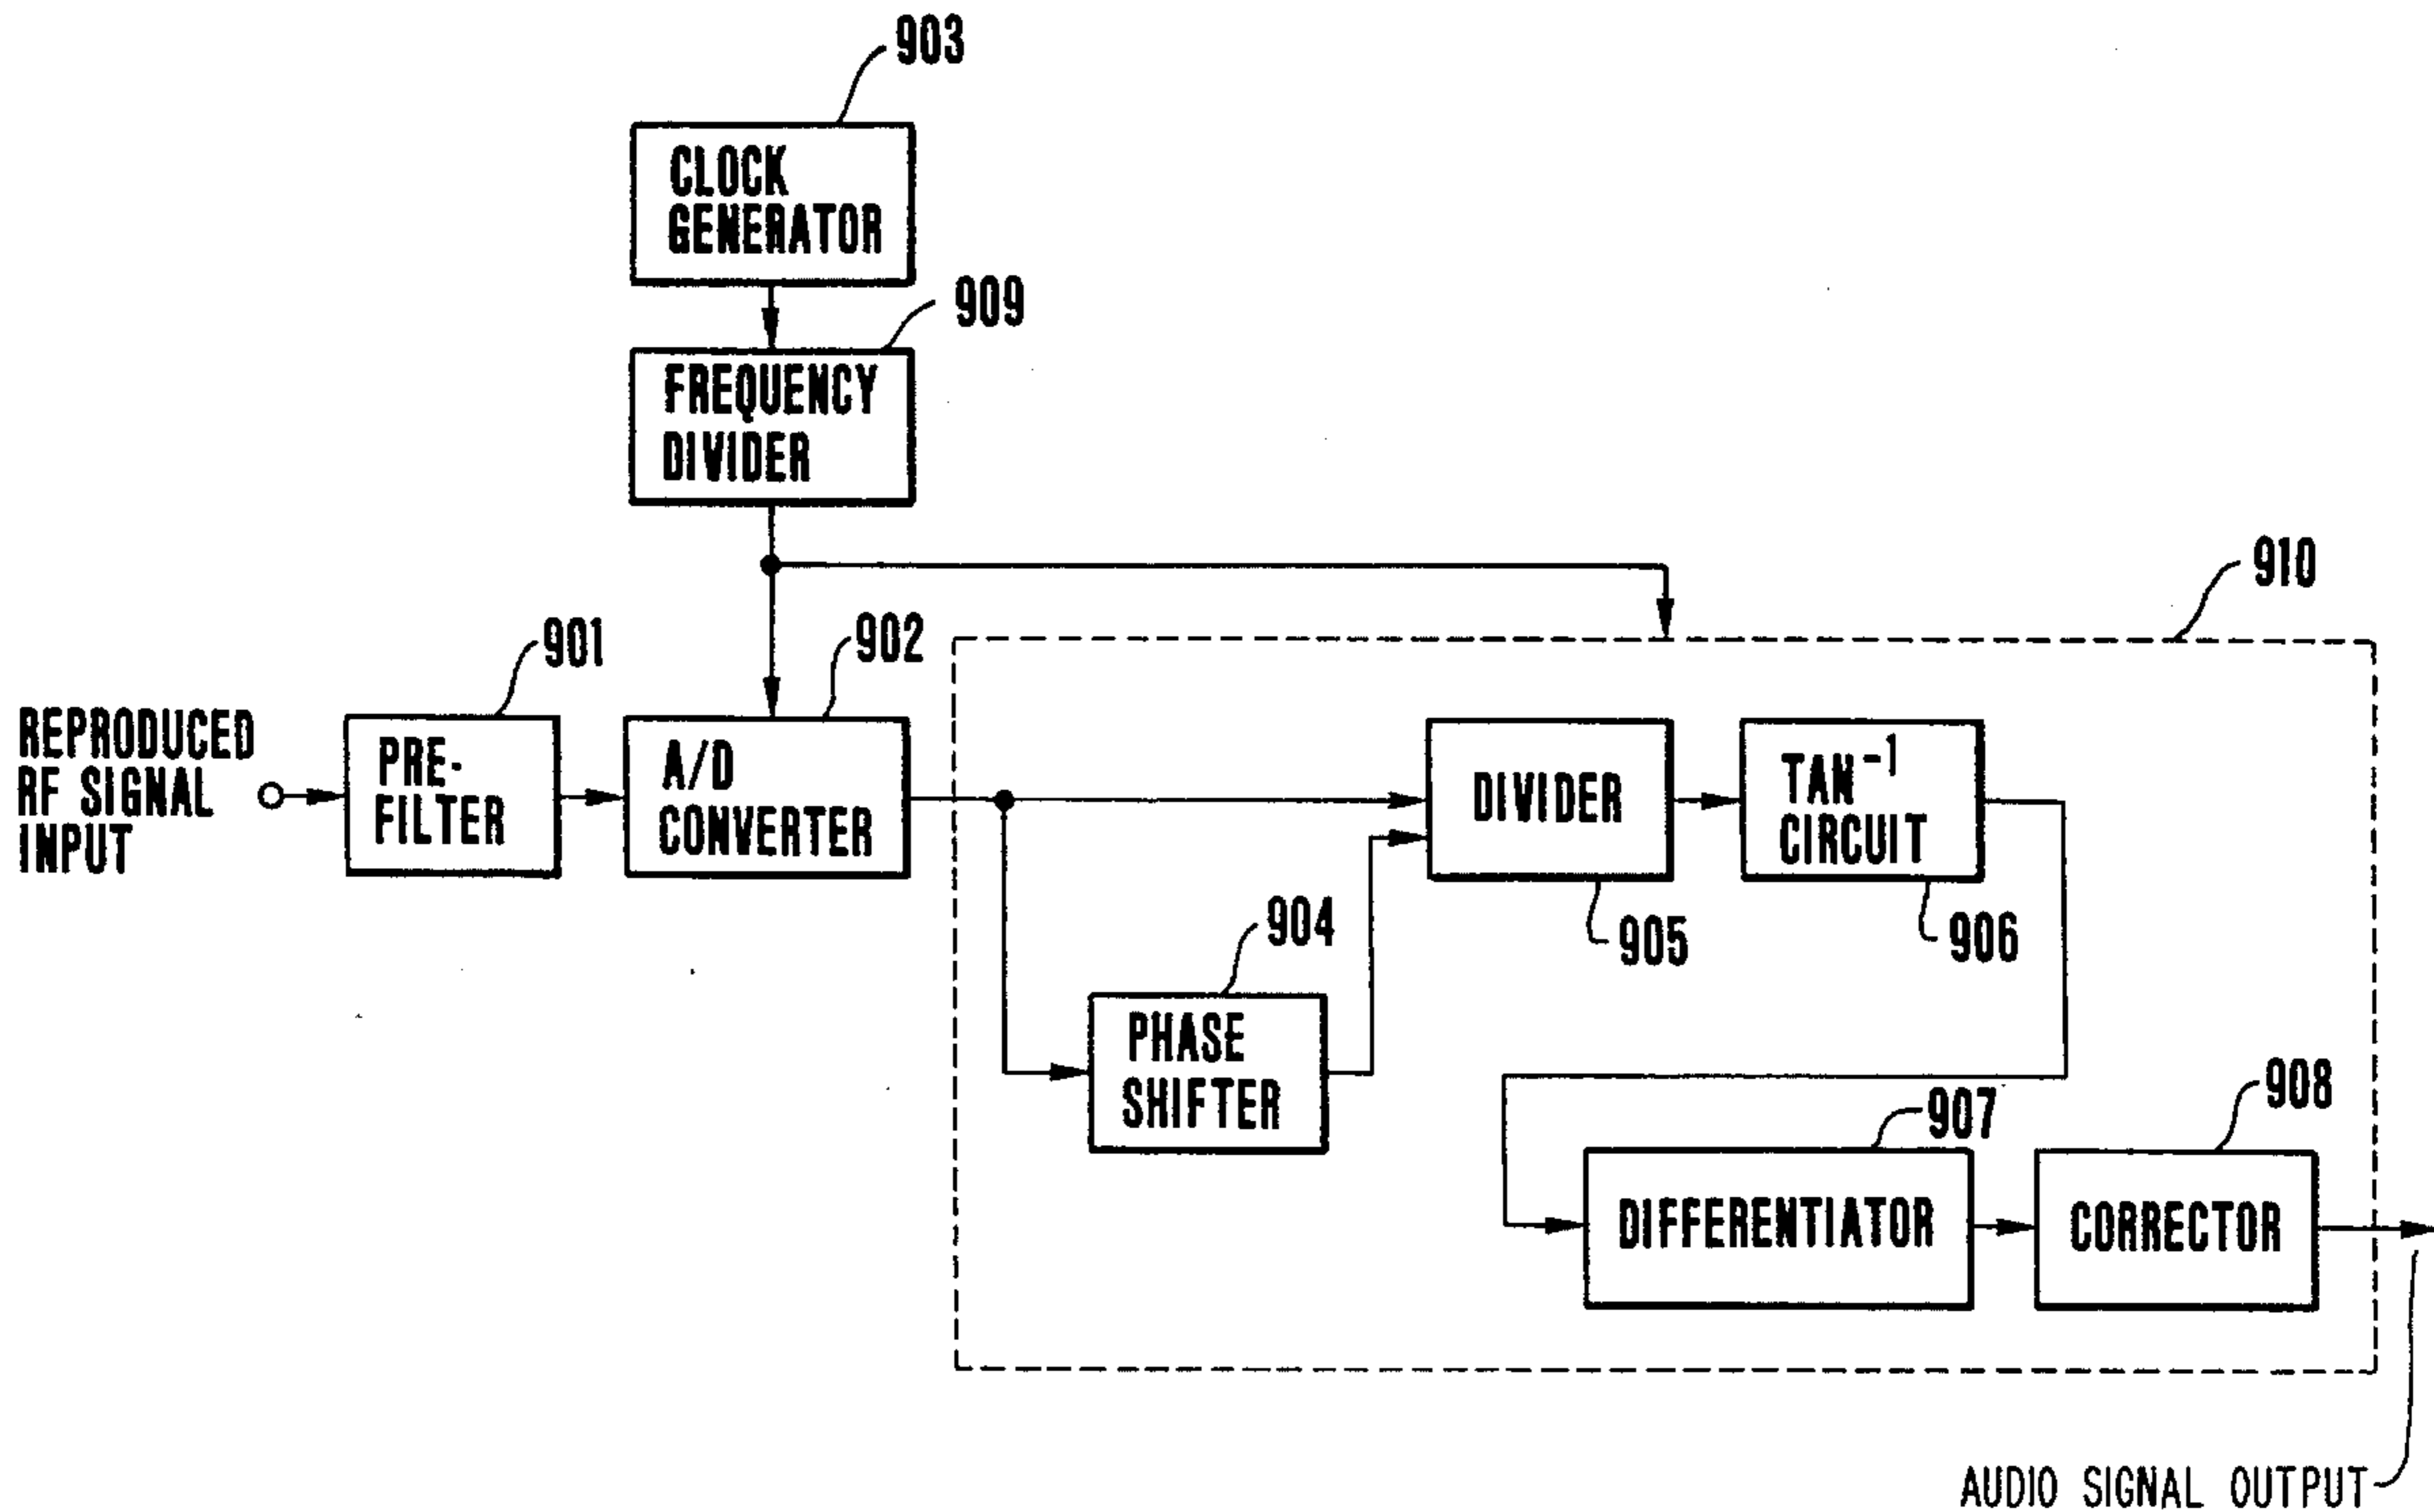 903
CLOCK
GENERATOR
909
FREQUENCY
DIVIDER
910
901
902
REPRODUCED
RF SIGNAL
INPUT
PRE-
FILTER
A/D
CONVERTER
DIVIDER
TAN⁻¹
CIRCUIT
904
905
906
PHASE
SHIFTER
907
908
DIFFERENTIATOR
CORRECTOR
AUDIO SIGNAL OUTPUT